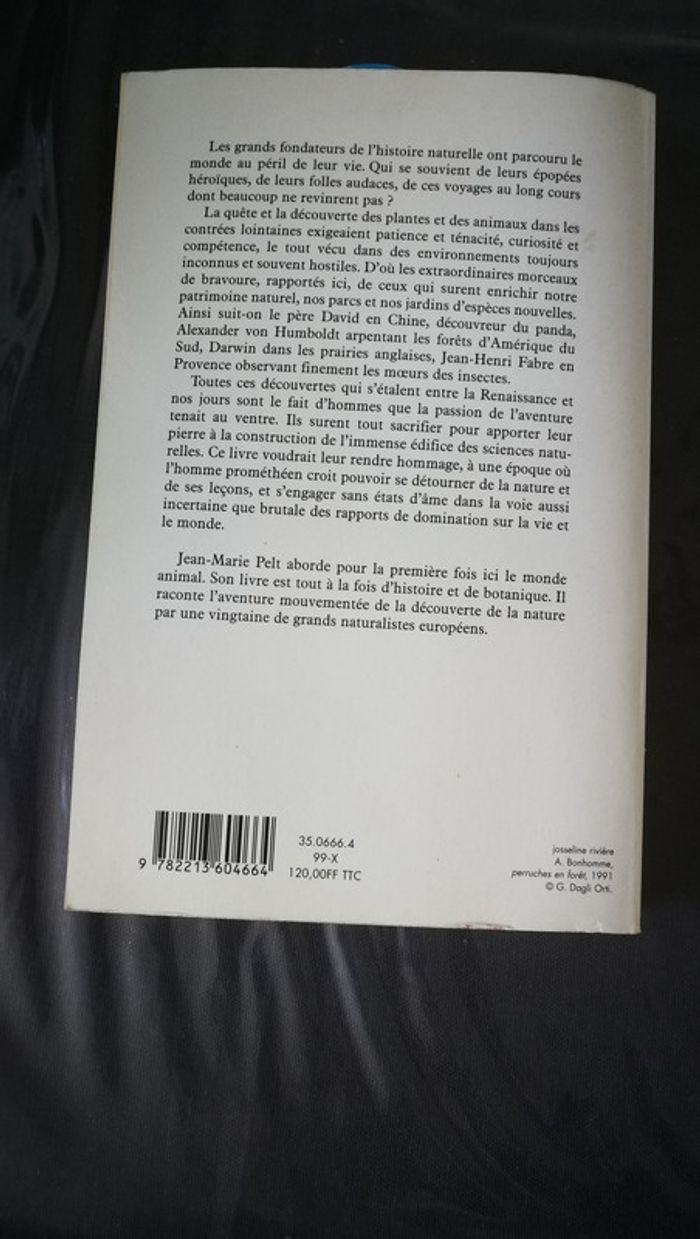 Les grands fondateurs de l'histoire naturelle ont parcouru le
monde au péril de leur vie. Qui se souvient de leurs épopées
héroïques, de leurs folles audaces, de ces voyages au long cours
dont beaucoup ne revinrent pas ?
La quête et la découverte des plantes et des animaux dans les
contrées lointaines exigeaient patience et ténacité, curiosité et
compétence, le tout vécu dans des environnements toujours
inconnus et souvent hostiles. D'où les extraordinaires morceaux
de bravoure, rapportés ici, de ceux qui surent enrichir notre
patrimoine naturel, nos parcs et nos jardins d'espèces nouvelles.
Ainsi suit-on le père David en Chine, découvreur du panda,
Alexander von Humboldt arpentant les forêts d'Amérique du
Sud, Darwin dans les prairies anglaises, Jean-Henri Fabre en
Provence observant finement les mœurs des insectes.
Toutes ces découvertes qui s'étalent entre la Renaissance et
nos jours sont le fait d'hommes que la passion de l'aventure
tenait au ventre. Ils surent tout sacrifier pour apporter leur
pierre à la construction de l'immense édifice des sciences natu-
relles. Ce livre voudrait leur rendre hommage, à une époque où
l'homme prométhéen croit pouvoir se détourner de la nature et
de ses leçons, et s'engager sans états d'âme dans la voie aussi
incertaine que brutale des rapports de domination sur la vie et
le monde.
Jean-Marie Pelt aborde pour la première fois ici le monde
animal. Son livre est tout à la fois d'histoire et de botanique. Il
raconte l'aventure mouvementée de la découverte de la nature
par une vingtaine de grands naturalistes européens.
9 782213 604664
35.0666.4
99-X
120,00FF TTC
josseline rivière
A. Bonhomme,
perruches en forêt, 1991
© G. Dagli Orti.